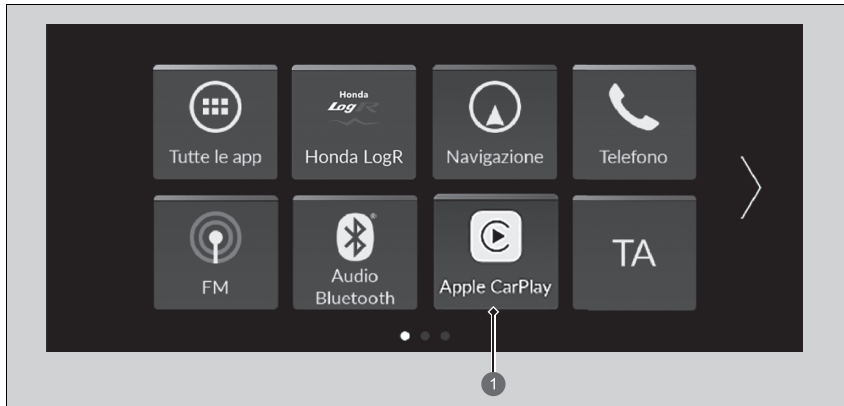 Honda
LogR
Tutte le app
Honda LogR
Navigazione
Telefono
FM
Audio
Bluetooth
Apple CarPlay
TA
1